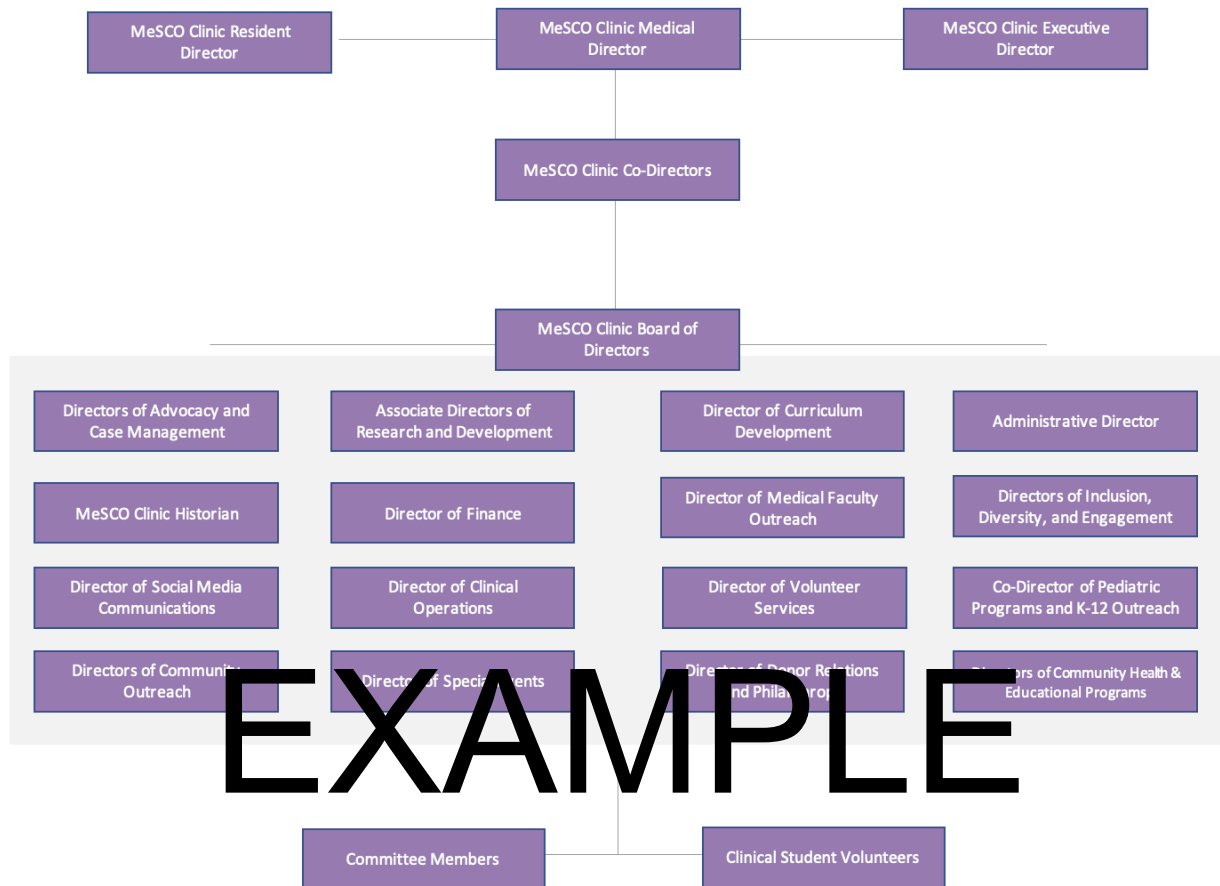 MeSCO Clinic Resident
Director
MeSCO Clinic Medical
Director
MeSCO Clinic Executive
Director
MeSCO Clinic Co-Directors
MeSCO Clinic Board of
Directors
Directors of Advocacy and
Case Management
Associate Directors of
Research and Development
Director of Curriculum
Development
Administrative Director
MeSCO Clinic Historian
Director of Finance
Director of Medical Faculty
Outreach
Directors of Inclusion,
Diversity, and Engagement
Director of Social Media
Communications
Director of Clinical
Operations
Director of Volunteer
Services
Co-Director of Pediatric
Programs and K-12 Outreach
Directors of Community
Outreach
Director of Special Events
Director of Donor Relations
and Philanthropy
Directors of Community Health &
Educational Programs
EXAMPLE
Committee Members
Clinical Student Volunteers